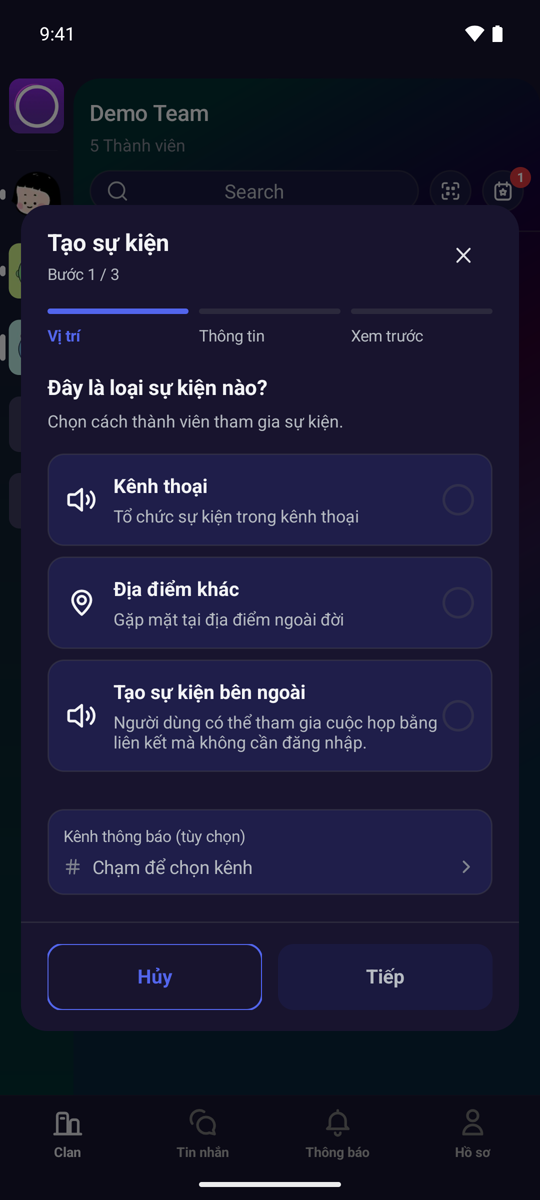 9:41
Demo Team
5 Thành viên
Search
1
Tạo sự kiện
Bước 1 / 3
Vị trí
Thông tin
Xem trước
Đây là loại sự kiện nào?
Chọn cách thành viên tham gia sự kiện.
Kênh thoại
Tổ chức sự kiện trong kênh thoại
Địa điểm khác
Gặp mặt tại địa điểm ngoài đời
Tạo sự kiện bên ngoài
Người dùng có thể tham gia cuộc họp bằng
liên kết mà không cần đăng nhập.
Kênh thông báo (tùy chọn)
# Chạm để chọn kênh
Hủy
Tiếp
Clan
Tin nhắn
Thông báo
Hồ sơ